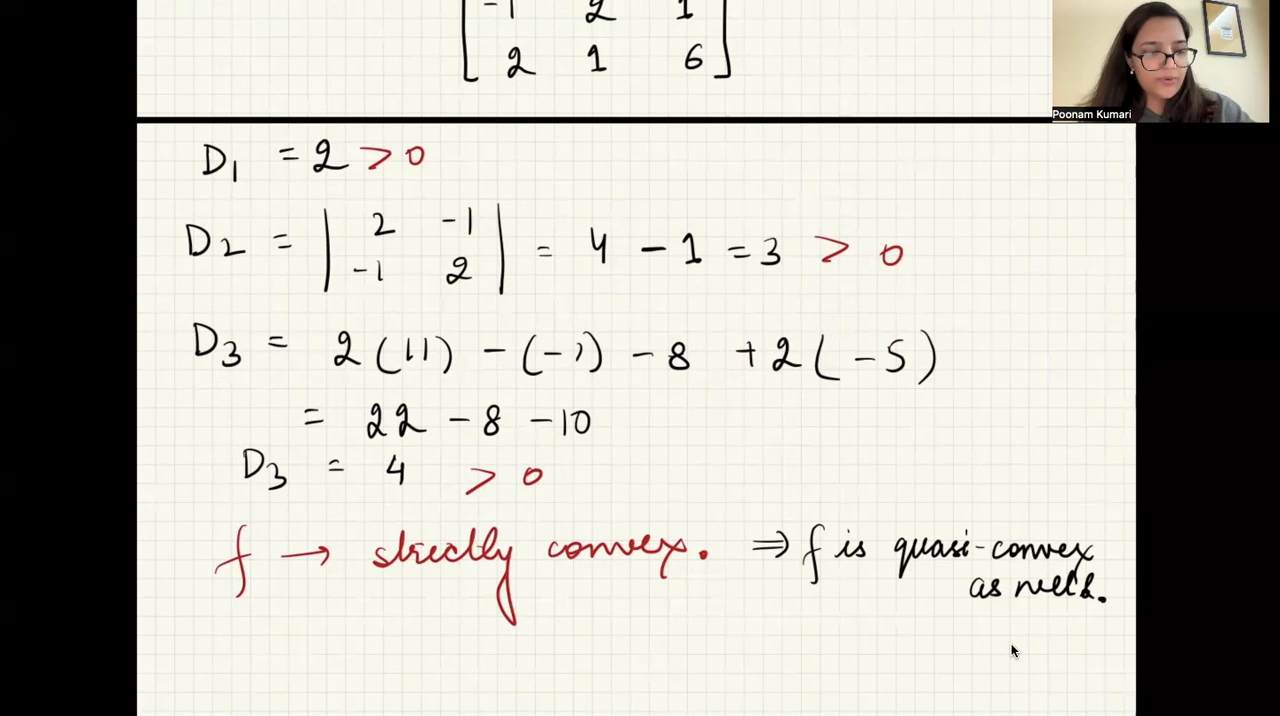 -1 2 1
2 1 6
Poonam Kumari
D1 = 2 > 0
D2 = | 2 -1 | = 4 - 1 = 3 > 0
-1 2
D3 = 2 (11) - (-1) - 8 + 2 ( - 5 )
= 22 - 8 - 10
D3 = 4 > 0
f → strictly convex. ⇒ f is quasi-convex
as well.